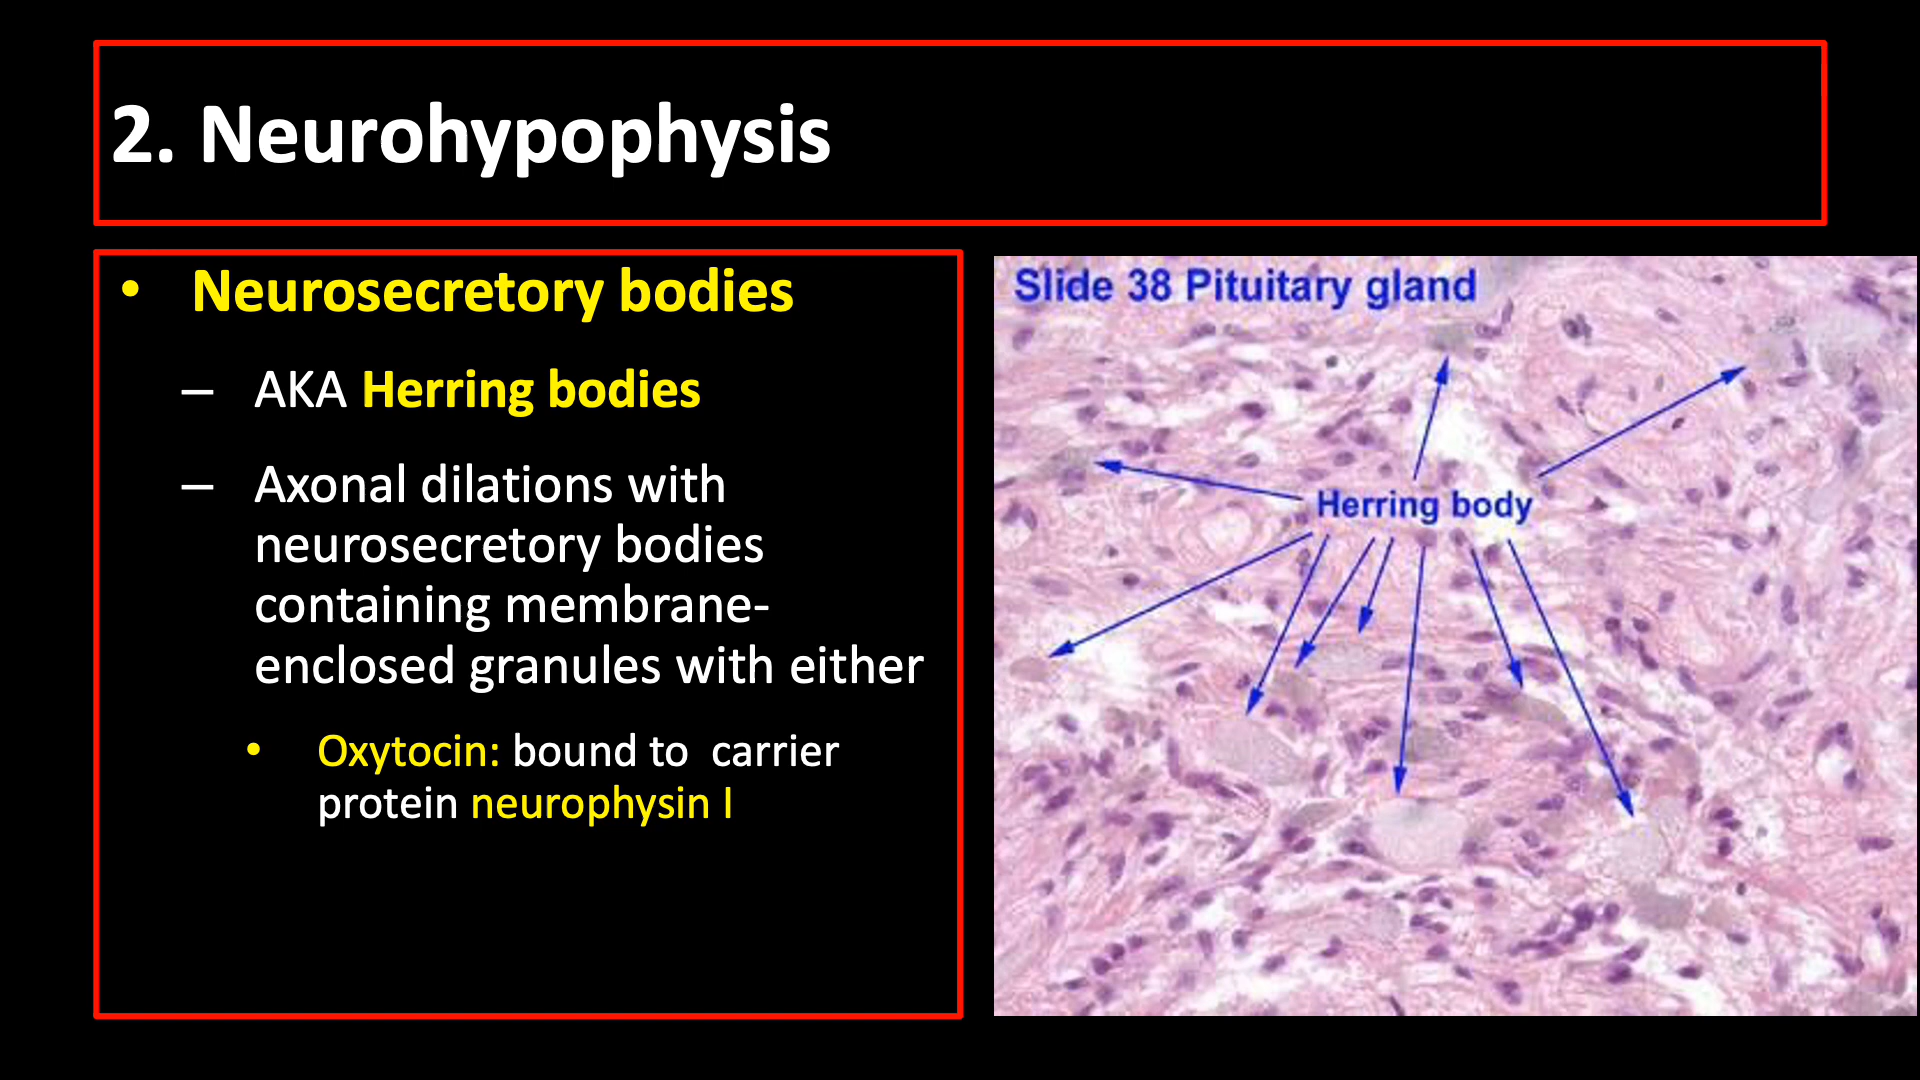 2. Neurohypophysis
• Neurosecretory bodies
– AKA Herring bodies
– Axonal dilations with
neurosecretory bodies
containing membrane-
enclosed granules with either
• Oxytocin: bound to  carrier
protein neurophysin I
Slide 38 Pituitary gland
Herring body